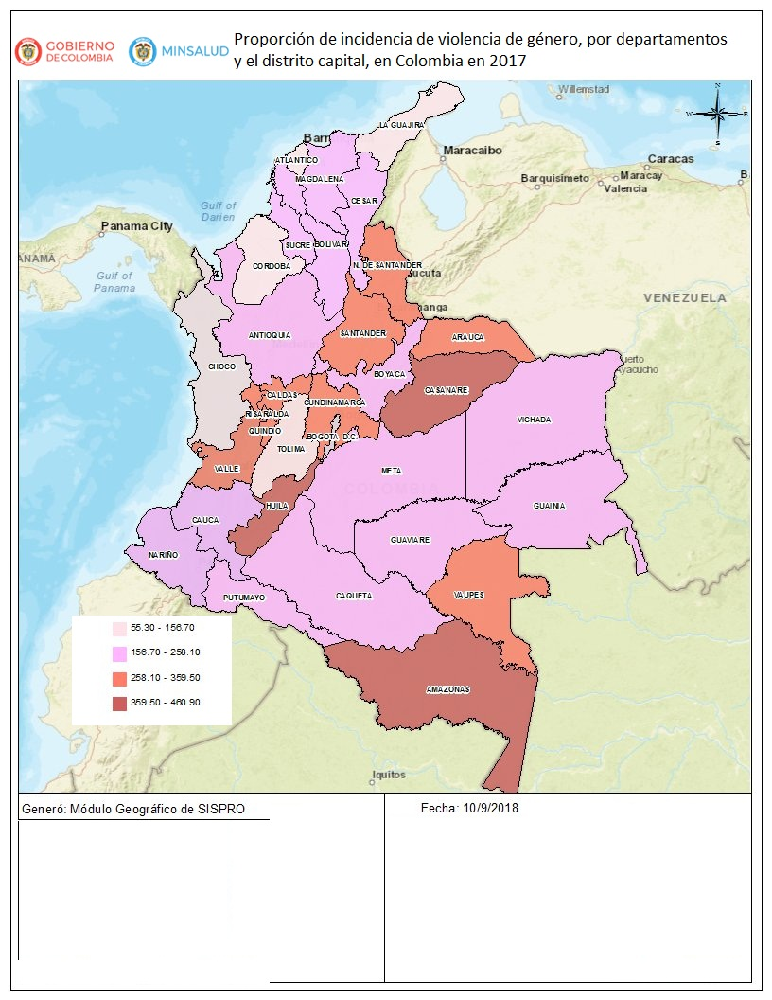 GOBIERNO
DE COLOMBIA
MINSALUD
Proporción de incidencia de violencia de género, por departamentos
y el distrito capital, en Colombia en 2017
Willemstad
N
E
S
LA GUAJIRA
Barr
Maracaibo
ATLANTICO
Caracas
MAGDALENA
Barquisimeto
Maracay
B
Valencia
CESAR
Gulf of
Darien
Panama City
SUCRE
BOLIVAR
ANAMA
CORDOBA
N. DE SANTANDER
ucuta
Gulf of
Panama
VENEZUELA
anga
ANTIOQUIA
SANTANDER
ARAUCA
CHOCO
uerto
Ayacucho
BOYACA
CASANARE
CALDAS
CUNDINAMARCA
RISARALDA
VICHADA
QUINDIO
BOGOTA D.C.
TOLIMA
VALLE
META
COLOMBIA
HUILA
GUAINIA
CAUCA
GUAVIARE
NARIÑO
PUTUMAYO
CAQUETA
VAUPES
55.30 - 156.70
156.70 - 258.10
258.10 - 359.50
359.50 - 460.90
AMAZONAS
Iquitos
Generó: Módulo Geográfico de SISPRO
Fecha: 10/9/2018